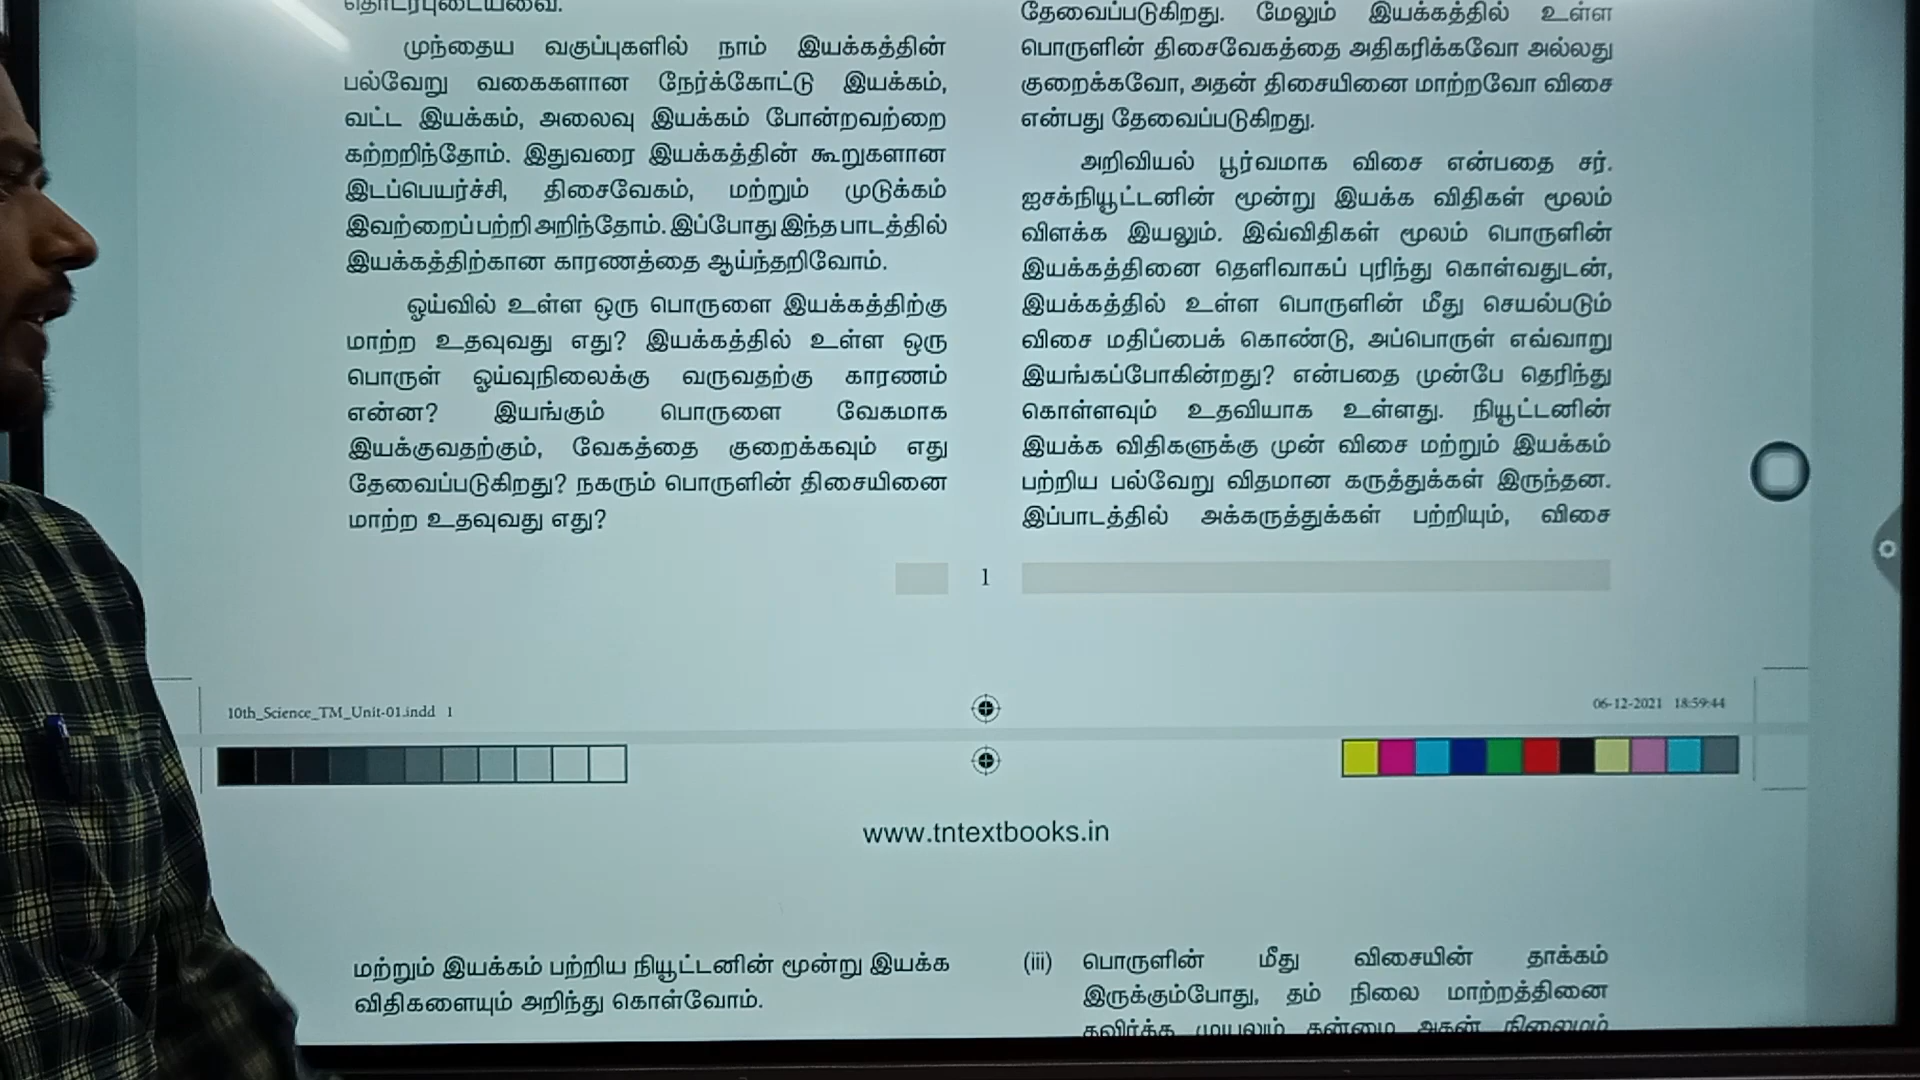 தொடர்புடையவை.
முந்தைய வகுப்புகளில் நாம் இயக்கத்தின்
பல்வேறு வகைகளான நேர்க்கோட்டு இயக்கம்,
வட்ட இயக்கம், அலைவு இயக்கம் போன்றவற்றை
கற்றறிந்தோம். இதுவரை இயக்கத்தின் கூறுகளான
இடப்பெயர்ச்சி, திசைவேகம், மற்றும் முடுக்கம்
இவற்றைப்பற்றி அறிந்தோம். இப்போது இந்த பாடத்தில்
இயக்கத்திற்கான காரணத்தை ஆய்ந்தறிவோம்.
ஓய்வில் உள்ள ஒரு பொருளை இயக்கத்திற்கு
மாற்ற உதவுவது எது? இயக்கத்தில் உள்ள ஒரு
பொருள் ஓய்வுநிலைக்கு வருவதற்கு காரணம்
என்ன? இயங்கும் பொருளை வேகமாக
இயக்குவதற்கும், வேகத்தை குறைக்கவும் எது
தேவைப்படுகிறது? நகரும் பொருளின் திசையினை
மாற்ற உதவுவது எது?
தேவைப்படுகிறது. மேலும் இயக்கத்தில் உள்ள
பொருளின் திசைவேகத்தை அதிகரிக்கவோ அல்லது
குறைக்கவோ, அதன் திசையினை மாற்றவோ விசை
என்பது தேவைப்படுகிறது.
அறிவியல் பூர்வமாக விசை என்பதை சர்.
ஐசக்நியூட்டனின் மூன்று இயக்க விதிகள் மூலம்
விளக்க இயலும். இவ்விதிகள் மூலம் பொருளின்
இயக்கத்தினை தெளிவாகப் புரிந்து கொள்வதுடன்,
இயக்கத்தில் உள்ள பொருளின் மீது செயல்படும்
விசை மதிப்பைக் கொண்டு, அப்பொருள் எவ்வாறு
இயங்கப்போகின்றது? என்பதை முன்பே தெரிந்து
கொள்ளவும் உதவியாக உள்ளது. நியூட்டனின்
இயக்க விதிகளுக்கு முன் விசை மற்றும் இயக்கம்
பற்றிய பல்வேறு விதமான கருத்துக்கள் இருந்தன.
இப்பாடத்தில் அக்கருத்துக்கள் பற்றியும், விசை
1
10th_Science_TM_Unit-01.indd 1
06-12-2021 18:59:44
www.tntextbooks.in
மற்றும் இயக்கம் பற்றிய நியூட்டனின் மூன்று இயக்க
விதிகளையும் அறிந்து கொள்வோம்.
(iii) பொருளின் மீது விசையின் தாக்கம்
இருக்கும்போது, தம் நிலை மாற்றத்தினை
தவிர்க்க முயலும் தன்மை அதன் நிலைமம்